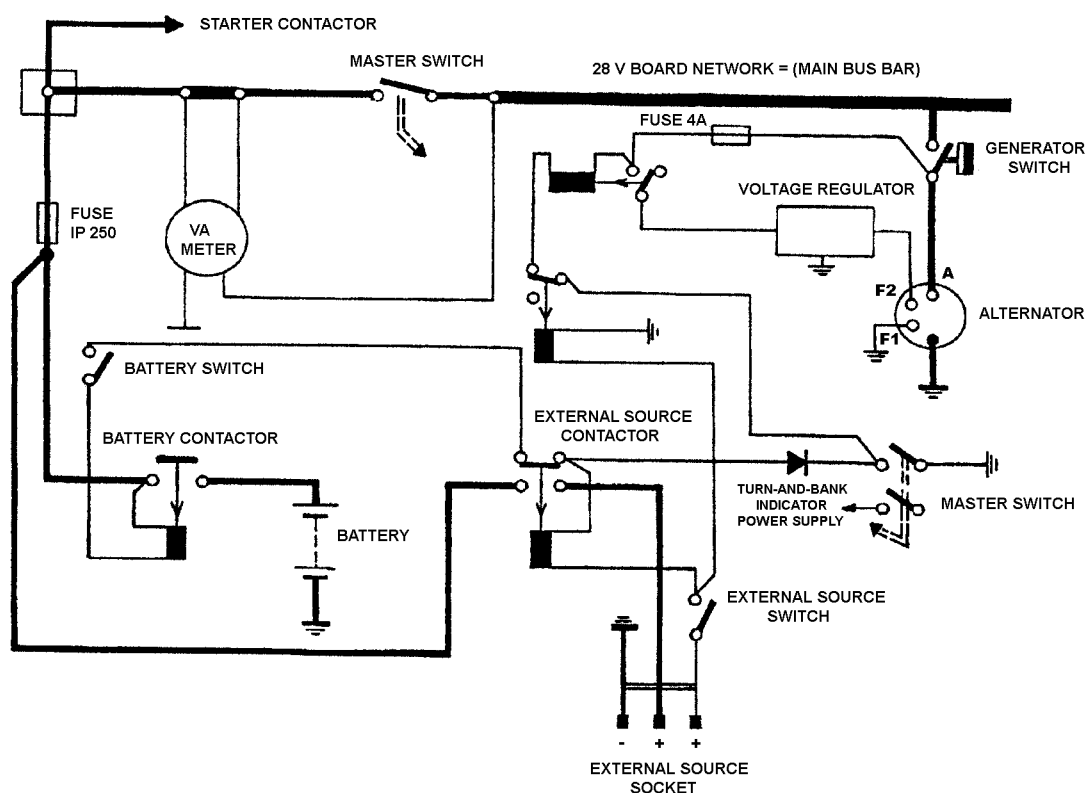 STARTER CONTACTOR
MASTER SWITCH
28 V BOARD NETWORK = (MAIN BUS BAR)
FUSE 4A
GENERATOR
SWITCH
VOLTAGE REGULATOR
FUSE
IP 250
VA
METER
A
F2
ALTERNATOR
F1
BATTERY SWITCH
EXTERNAL SOURCE
CONTACTOR
BATTERY CONTACTOR
TURN-AND-BANK
INDICATOR
POWER SUPPLY
MASTER SWITCH
BATTERY
EXTERNAL SOURCE
SWITCH
- + +
EXTERNAL SOURCE
SOCKET